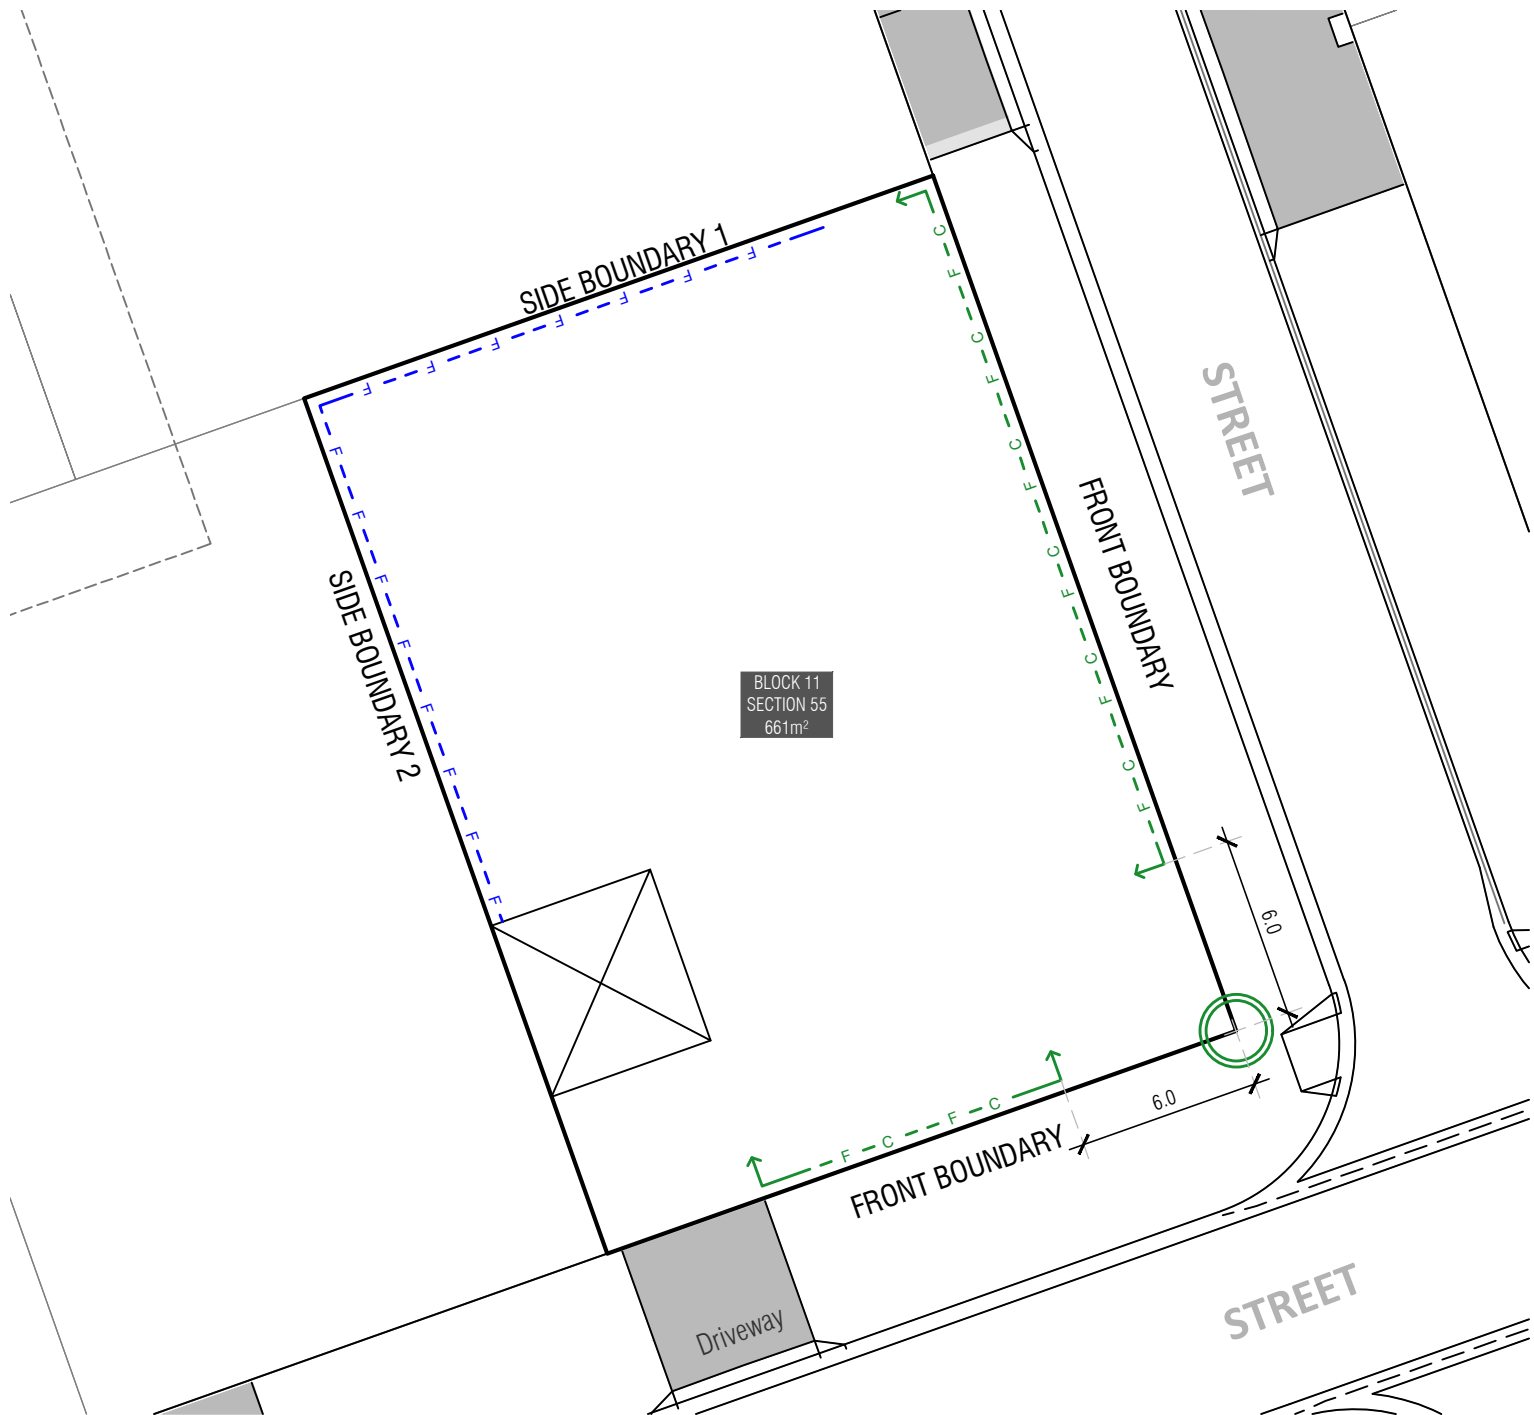 SIDE BOUNDARY 1
F F F F F F F
C F C F C F C F C F C F
STREET
FRONT BOUNDARY
SIDE BOUNDARY 2
F F F F F F F F
BLOCK 11
SECTION 55
661m²
6.0
6.0
F C F C
FRONT BOUNDARY
Driveway
STREET